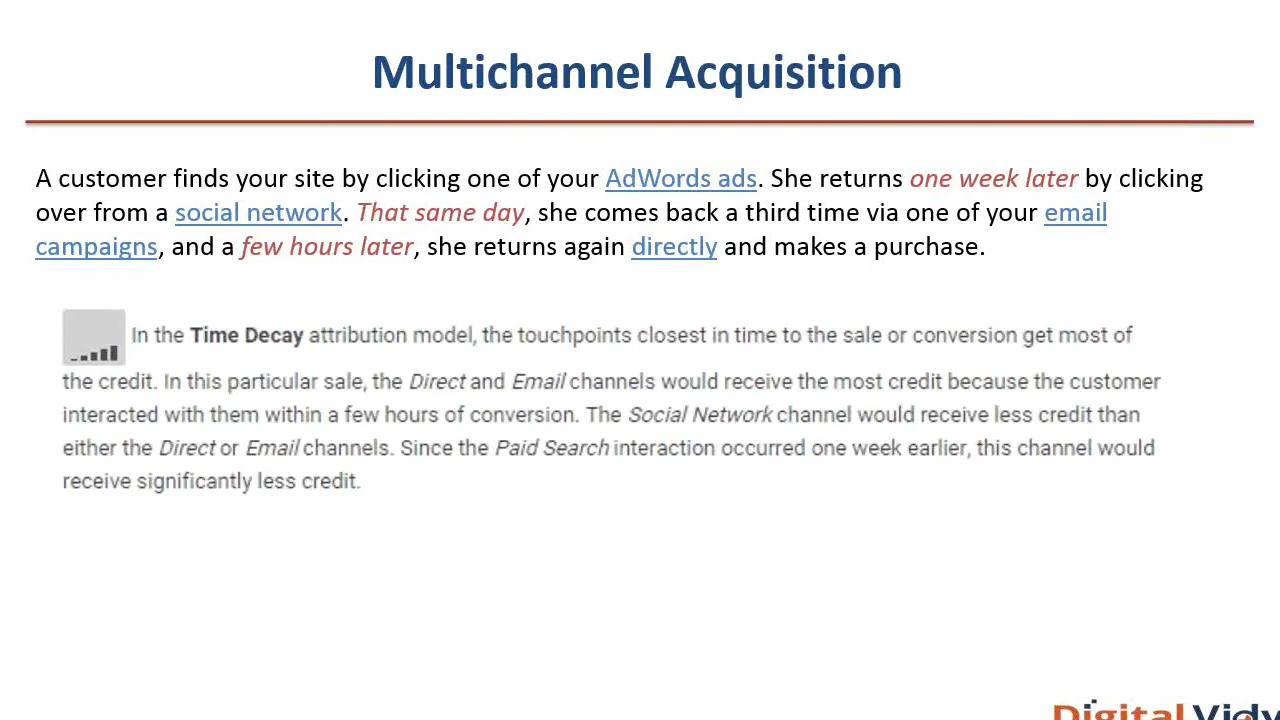 Multichannel Acquisition
A customer finds your site by clicking one of your AdWords ads. She returns one week later by clicking
over from a social network. That same day, she comes back a third time via one of your email
campaigns, and a few hours later, she returns again directly and makes a purchase.
In the Time Decay attribution model, the touchpoints closest in time to the sale or conversion get most of
the credit. In this particular sale, the Direct and Email channels would receive the most credit because the customer
interacted with them within a few hours of conversion. The Social Network channel would receive less credit than
either the Direct or Email channels. Since the Paid Search interaction occurred one week earlier, this channel would
receive significantly less credit.
Digital Vidy